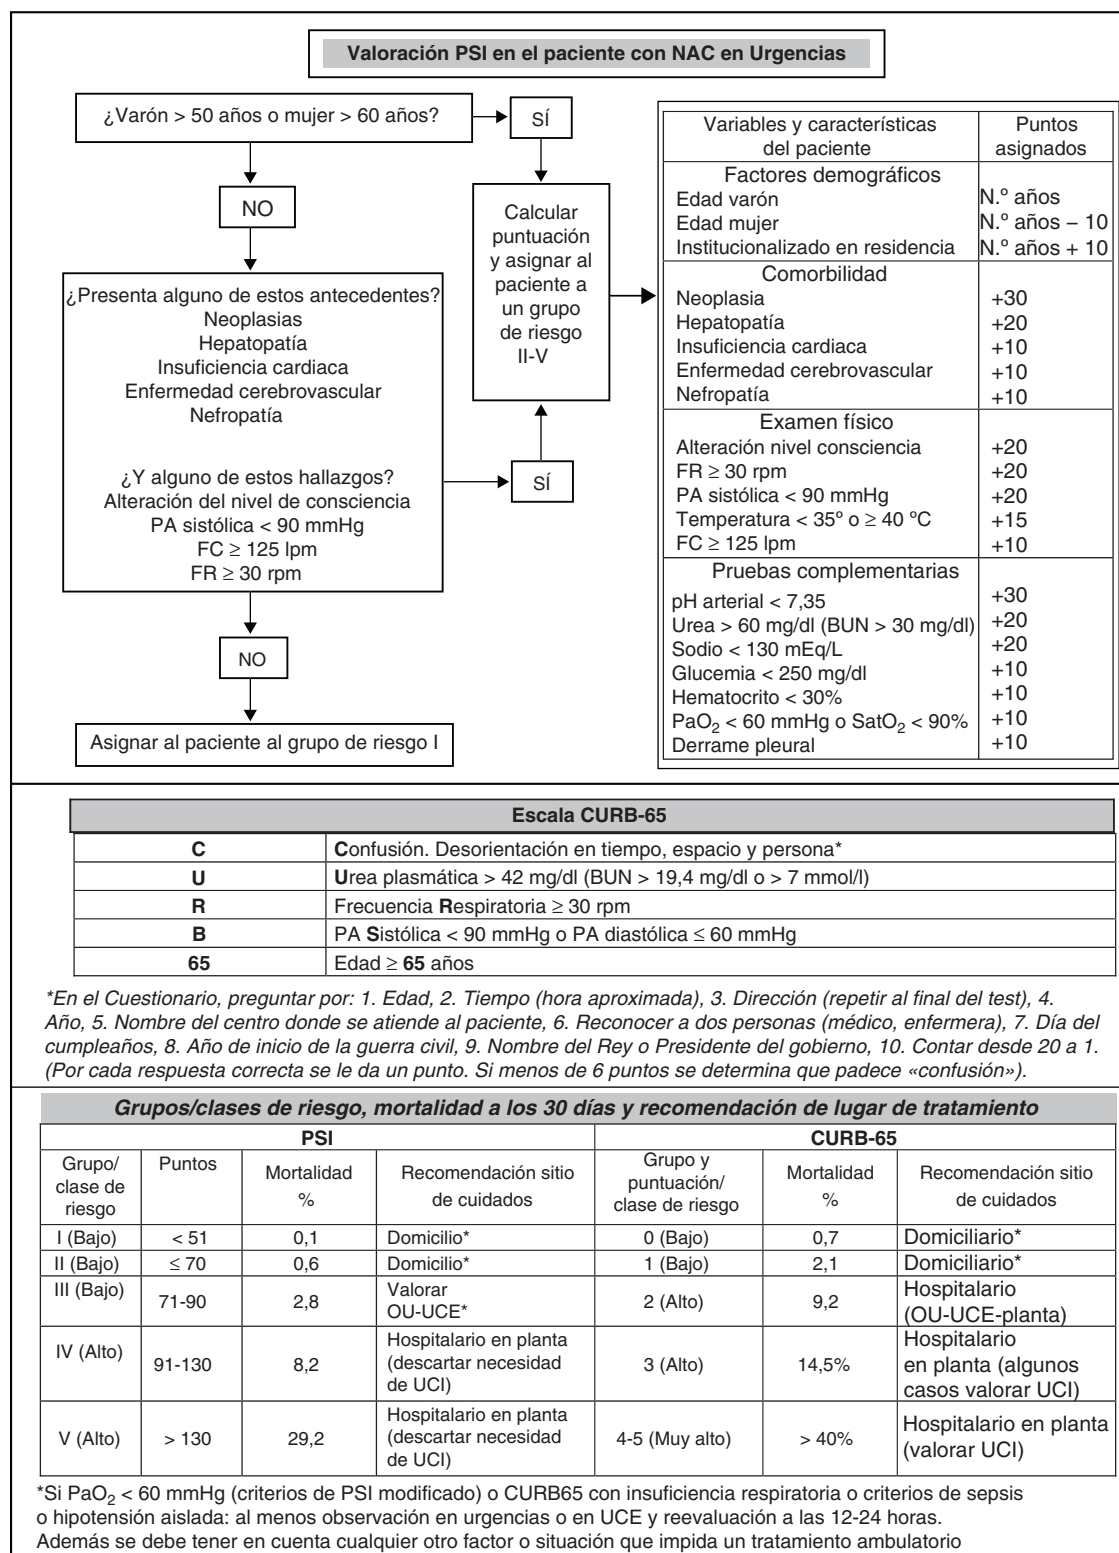 Valoración PSI en el paciente con NAC en Urgencias
¿Varón > 50 años o mujer > 60 años?
SÍ
NO
¿Presenta alguno de estos antecedentes?
Neoplasias
Hepatopatía
Insuficiencia cardiaca
Enfermedad cerebrovascular
Nefropatía
¿Y alguno de estos hallazgos?
Alteración del nivel de consciencia
PA sistólica < 90 mmHg
FC ≥ 125 lpm
FR ≥ 30 rpm
SÍ
NO
Asignar al paciente al grupo de riesgo I
Calcular
puntuación
y asignar al
paciente a
un grupo
de riesgo
II-V
Variables y características
del paciente
Puntos
asignados
Factores demográficos
Edad varón N.º años
Edad mujer N.º años – 10
Institucionalizado en residencia N.º años + 10
Comorbilidad
Neoplasia +30
Hepatopatía +20
Insuficiencia cardiaca +10
Enfermedad cerebrovascular +10
Nefropatía +10
Examen físico
Alteración nivel consciencia +20
FR ≥ 30 rpm +20
PA sistólica < 90 mmHg +20
Temperatura < 35º o ≥ 40 ºC +15
FC ≥ 125 lpm +10
Pruebas complementarias
pH arterial < 7,35 +30
Urea > 60 mg/dl (BUN > 30 mg/dl) +20
Sodio < 130 mEq/L +20
Glucemia < 250 mg/dl +10
Hematocrito < 30% +10
PaO2 < 60 mmHg o SatO2 < 90% +10
Derrame pleural +10
Escala CURB-65
C Confusión. Desorientación en tiempo, espacio y persona*
U Urea plasmática > 42 mg/dl (BUN > 19,4 mg/dl o > 7 mmol/l)
R Frecuencia Respiratoria ≥ 30 rpm
B PA Sistólica < 90 mmHg o PA diastólica ≤ 60 mmHg
65 Edad ≥ 65 años
*En el Cuestionario, preguntar por: 1. Edad, 2. Tiempo (hora aproximada), 3. Dirección (repetir al final del test), 4.
Año, 5. Nombre del centro donde se atiende al paciente, 6. Reconocer a dos personas (médico, enfermera), 7. Día del
cumpleaños, 8. Año de inicio de la guerra civil, 9. Nombre del Rey o Presidente del gobierno, 10. Contar desde 20 a 1.
(Por cada respuesta correcta se le da un punto. Si menos de 6 puntos se determina que padece «confusión»).
Grupos/clases de riesgo, mortalidad a los 30 días y recomendación de lugar de tratamiento
PSI CURB-65
Grupo/
clase de
riesgo
Puntos
Mortalidad
%
Recomendación sitio
de cuidados
Grupo y
puntuación/
clase de riesgo
Mortalidad
%
Recomendación sitio
de cuidados
I (Bajo) < 51 0,1 Domicilio* 0 (Bajo) 0,7 Domiciliario*
II (Bajo) ≤ 70 0,6 Domicilio* 1 (Bajo) 2,1 Domiciliario*
III (Bajo) 71-90 2,8
Valorar
OU-UCE*
2 (Alto) 9,2
Hospitalario
(OU-UCE-planta)
IV (Alto) 91-130 8,2
Hospitalario en planta
(descartar necesidad
de UCI)
3 (Alto) 14,5%
Hospitalario
en planta (algunos
casos valorar UCI)
V (Alto) > 130 29,2
Hospitalario en planta
(descartar necesidad
de UCI)
4-5 (Muy alto) > 40%
Hospitalario en planta
(valorar UCI)
*Si PaO2 < 60 mmHg (criterios de PSI modificado) o CURB65 con insuficiencia respiratoria o criterios de sepsis
o hipotensión aislada: al menos observación en urgencias o en UCE y reevaluación a las 12-24 horas.
Además se debe tener en cuenta cualquier otro factor o situación que impida un tratamiento ambulatorio